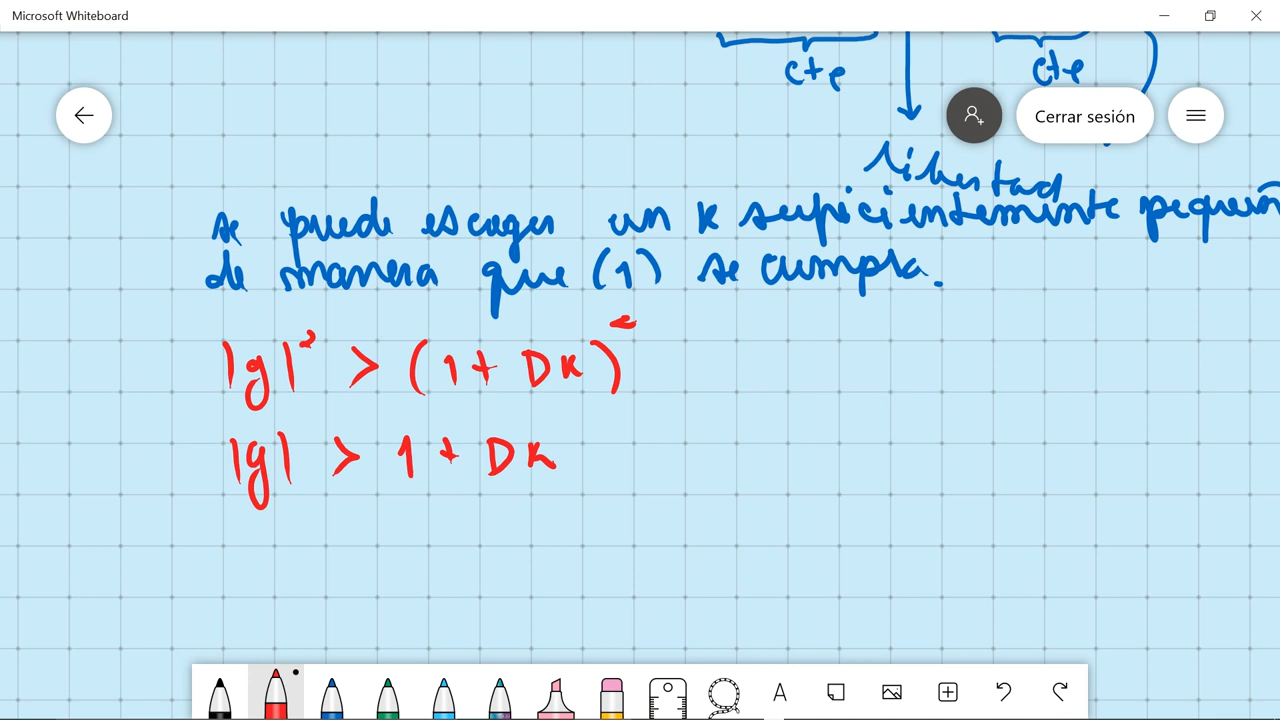 Microsoft Whiteboard
cte
cte
Cerrar sesión
libertad
se puede escoger un k suficientemente pequeñ
de manera que (1) se cumpla.
|g|² > (1 + Dk)²
|g| > 1 + Dk
A